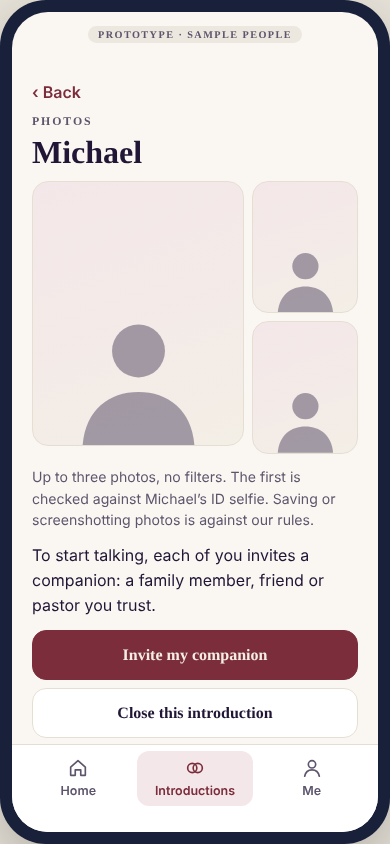 PROTOTYPE · SAMPLE PEOPLE
‹ Back
PHOTOS
Michael
Up to three photos, no filters. The first is
checked against Michael’s ID selfie. Saving or
screenshotting photos is against our rules.
To start talking, each of you invites a
companion: a family member, friend or
pastor you trust.
Invite my companion
Close this introduction
Home
Introductions
Me